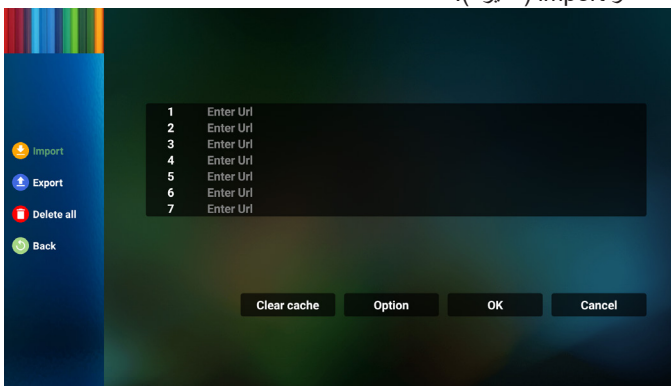 Import
Export
Delete all
Back
1 Enter Url
2 Enter Url
3 Enter Url
4 Enter Url
5 Enter Url
6 Enter Url
7 Enter Url
Clear cache
Option
OK
Cancel